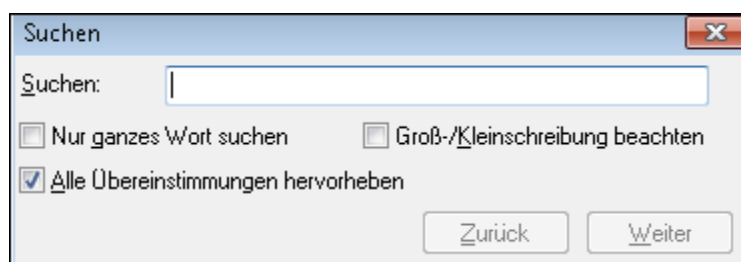 Suchen
Suchen:
Nur ganzes Wort suchen Groß-/Kleinschreibung beachten
Alle Übereinstimmungen hervorheben
Zurück Weiter